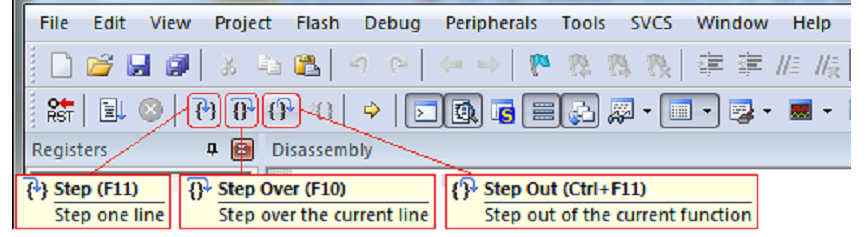 File Edit View Project Flash Debug Peripherals Tools SVCS Window Help
RST
Registers Disassembly
{} Step (F11)
Step one line
{} Step Over (F10)
Step over the current line
{} Step Out (Ctrl+F11)
Step out of the current function